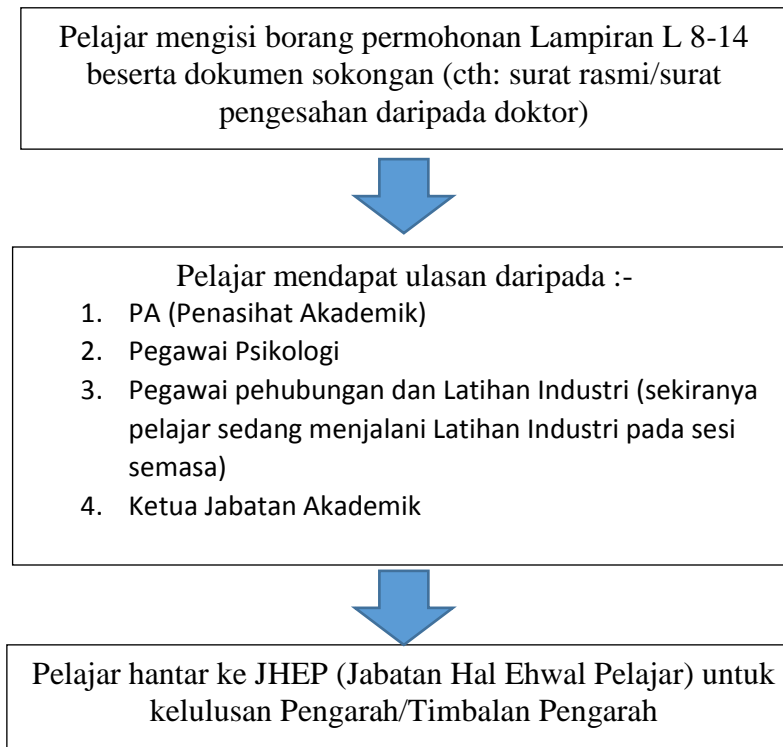 Pelajar mengisi borang permohonan Lampiran L 8-14
beserta dokumen sokongan (cth: surat rasmi/surat
pengesahan daripada doktor)
Pelajar mendapat ulasan daripada :-
1. PA (Penasihat Akademik)
2. Pegawai Psikologi
3. Pegawai pehubungan dan Latihan Industri (sekiranya
pelajar sedang menjalani Latihan Industri pada sesi
semasa)
4. Ketua Jabatan Akademik
Pelajar hantar ke JHEP (Jabatan Hal Ehwal Pelajar) untuk
kelulusan Pengarah/Timbalan Pengarah